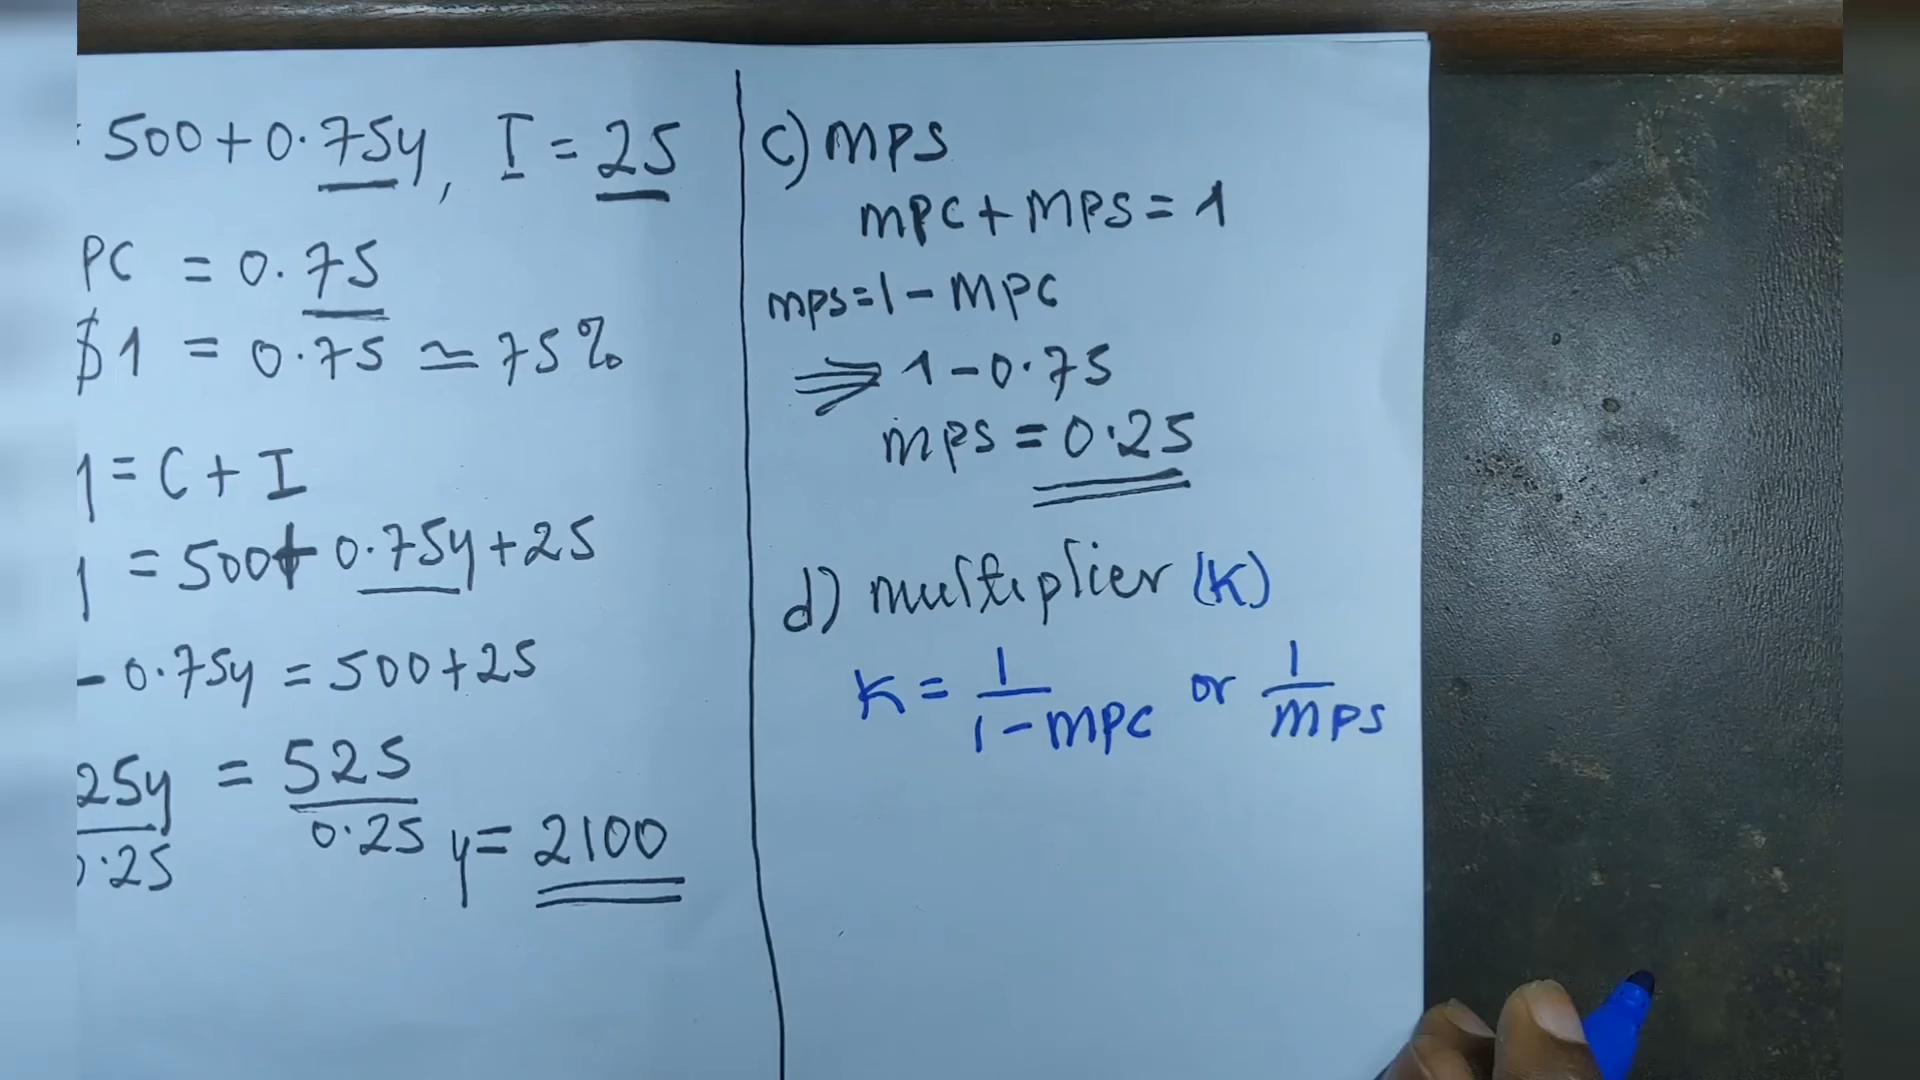 = 500 + 0.75y, I = 25
PC = 0.75
$1 = 0.75 ≃ 75%
y = C + I
y = 500 + 0.75y + 25
- 0.75y = 500 + 25
25y = 525
0.25 0.25 y = 2100
c) mps
mpc + mps = 1
mps = 1 - mpc
⇒ 1 - 0.75
mps = 0.25
d) multiplier (K)
K = 1/(1 - mpc) or 1/mps